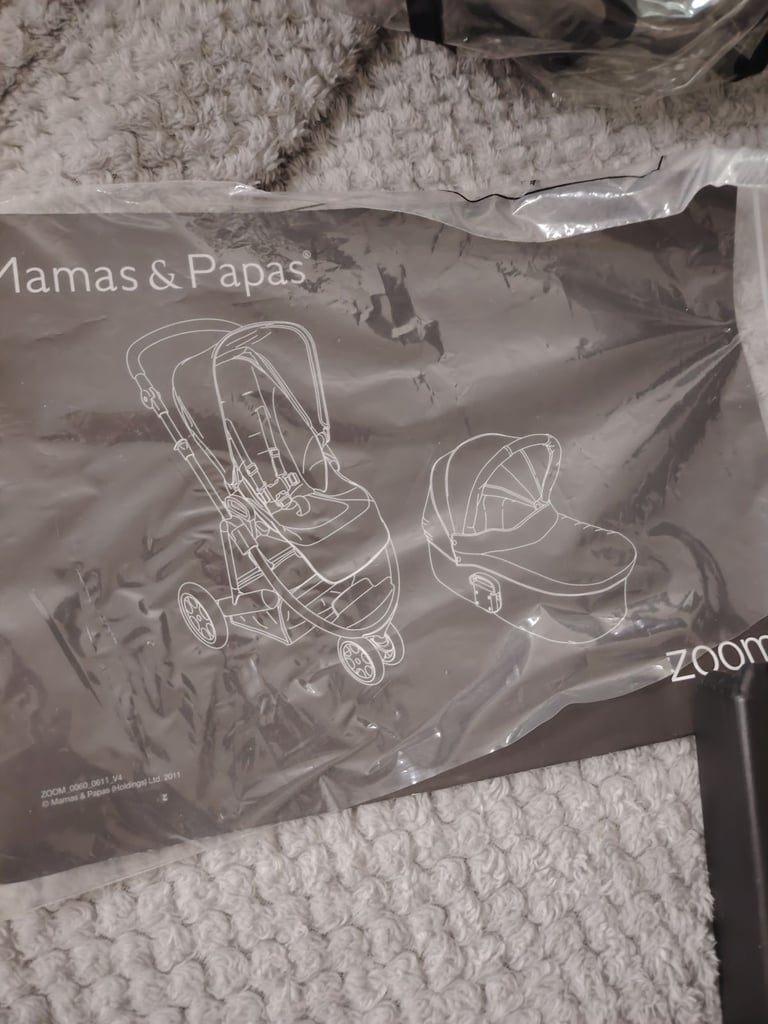 Mamas & Papas®
zoom
ZOOM_0060_0611_V4
© Mamas & Papas (Holdings) Ltd. 2011